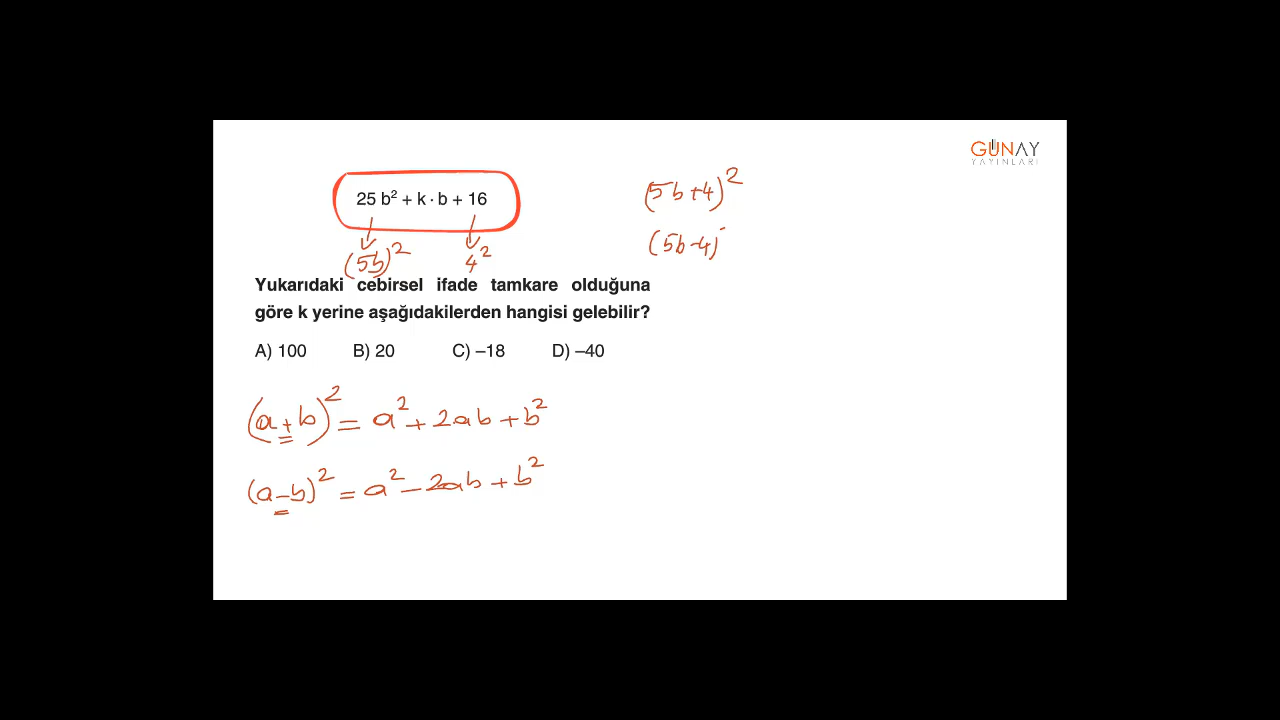 GÜNAY
YAYINLARI
25 b² + k · b + 16
(5b)² 4²
(5b+4)²
(5b-4)
Yukarıdaki cebirsel ifade tamkare olduğuna
göre k yerine aşağıdakilerden hangisi gelebilir?
A) 100 B) 20 C) –18 D) –40
(a+b)² = a² + 2ab + b²
(a-b)² = a² - 2ab + b²